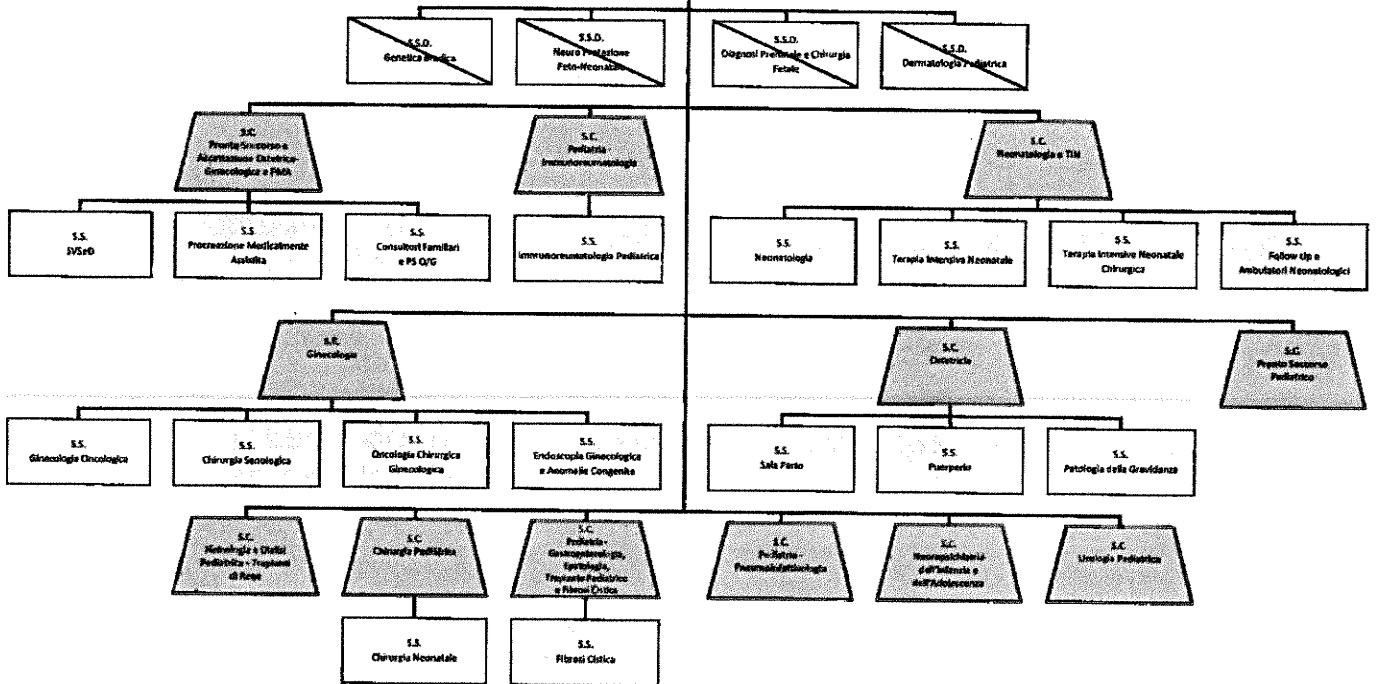 S.S.D.
Genetica Medica
S.S.D.
Neuro Protezione
Feto-Neonatale
S.S.D.
Diagnosi Prenatale e Chirurgia
Fetale
S.S.D.
Dermatologia Pediatrica
S.C.
Pronto Soccorso e
Accettazione Ostetrico-
Ginecologica e PMA
S.C.
Pediatria
Immunoreumatologia
S.C.
Neonatologia e TIN
S.S.
SVSeD
S.S.
Procreazione Medicalmente
Assistita
S.S.
Consultori Familiari
e PS O/G
S.S.
Immunoreumatologia Pediatrica
S.S.
Neonatologia
S.S.
Terapia Intensiva Neonatale
S.S.
Terapia Intensiva Neonatale
Chirurgica
S.S.
Follow Up e
Ambulatori Neonatologici
S.C.
Ginecologia
S.C.
Ostetricia
S.C.
Pronto Soccorso
Pediatrico
S.S.
Ginecologia Oncologica
S.S.
Chirurgia Senologica
S.S.
Oncologia Chirurgica
Ginecologica
S.S.
Endoscopia Ginecologica
e Anomalie Congenite
S.S.
Sala Parto
S.S.
Puerperio
S.S.
Patologia della Gravidanza
S.C.
Nefrologia e Dialisi
Pediatrica - Trapianti
di Rene
S.C.
Chirurgia Pediatrica
S.C.
Pediatria -
Gastroenterologia,
Epatologia,
Trapianto Pediatrico
e Fibrosi Cistica
S.C.
Pediatria -
Pneumoinfettivologia
S.C.
Neuropsichiatria
dell'Infanzia e
dell'Adolescenza
S.C.
Urologia Pediatrica
S.S.
Chirurgia Neonatale
S.S.
Fibrosi Cistica